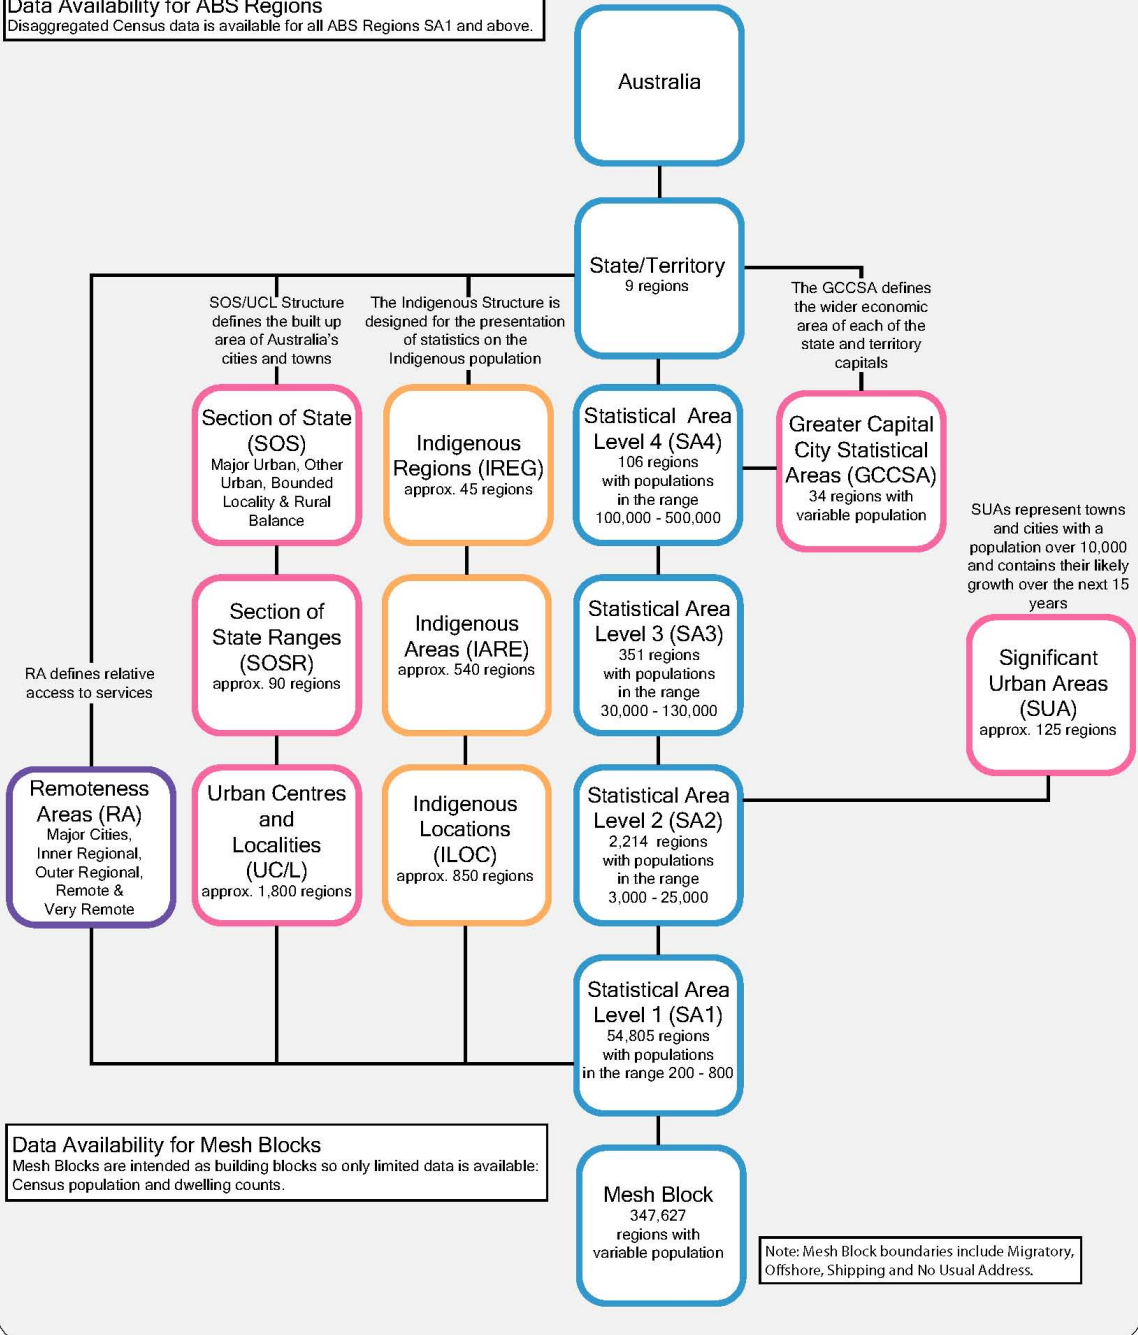 Data Availability for ABS Regions
Disaggregated Census data is available for all ABS Regions SA1 and above.
Australia
State/Territory
9 regions
SOS/UCL Structure
defines the built up
area of Australia's
cities and towns
The Indigenous Structure is
designed for the presentation
of statistics on the
Indigenous population
The GCCSA defines
the wider economic
area of each of the
state and territory
capitals
Section of State
(SOS)
Major Urban, Other
Urban, Bounded
Locality & Rural
Balance
Indigenous
Regions (IREG)
approx. 45 regions
Statistical Area
Level 4 (SA4)
106 regions
with populations
in the range
100,000 - 500,000
Greater Capital
City Statistical
Areas (GCCSA)
34 regions with
variable population
SUAs represent towns
and cities with a
population over 10,000
and contains their likely
growth over the next 15
years
Section of
State Ranges
(SOSR)
approx. 90 regions
Indigenous
Areas (IARE)
approx. 540 regions
Statistical Area
Level 3 (SA3)
351 regions
with populations
in the range
30,000 - 130,000
Significant
Urban Areas
(SUA)
approx. 125 regions
RA defines relative
access to services
Remoteness
Areas (RA)
Major Cities,
Inner Regional,
Outer Regional,
Remote &
Very Remote
Urban Centres
and
Localities
(UC/L)
approx. 1,800 regions
Indigenous
Locations
(ILOC)
approx. 850 regions
Statistical Area
Level 2 (SA2)
2,214 regions
with populations
in the range
3,000 - 25,000
Statistical Area
Level 1 (SA1)
54,805 regions
with populations
in the range 200 - 800
Data Availability for Mesh Blocks
Mesh Blocks are intended as building blocks so only limited data is available:
Census population and dwelling counts.
Mesh Block
347,627
regions with
variable population
Note: Mesh Block boundaries include Migratory,
Offshore, Shipping and No Usual Address.